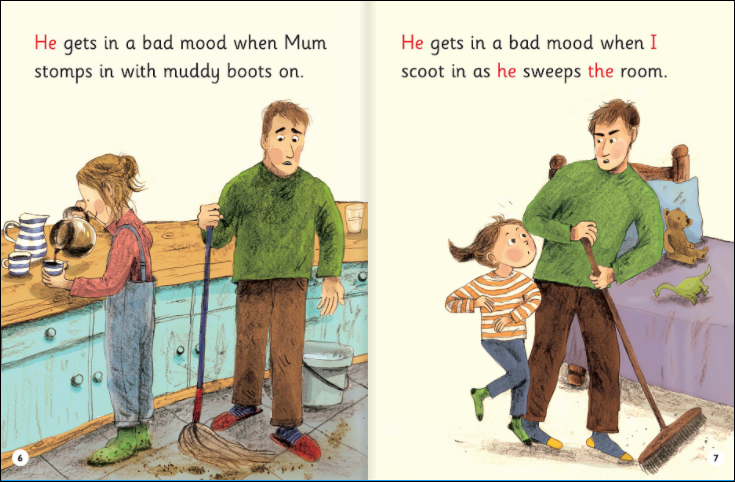 He gets in a bad mood when Mum
stomps in with muddy boots on.
6
He gets in a bad mood when I
scoot in as he sweeps the room.
7